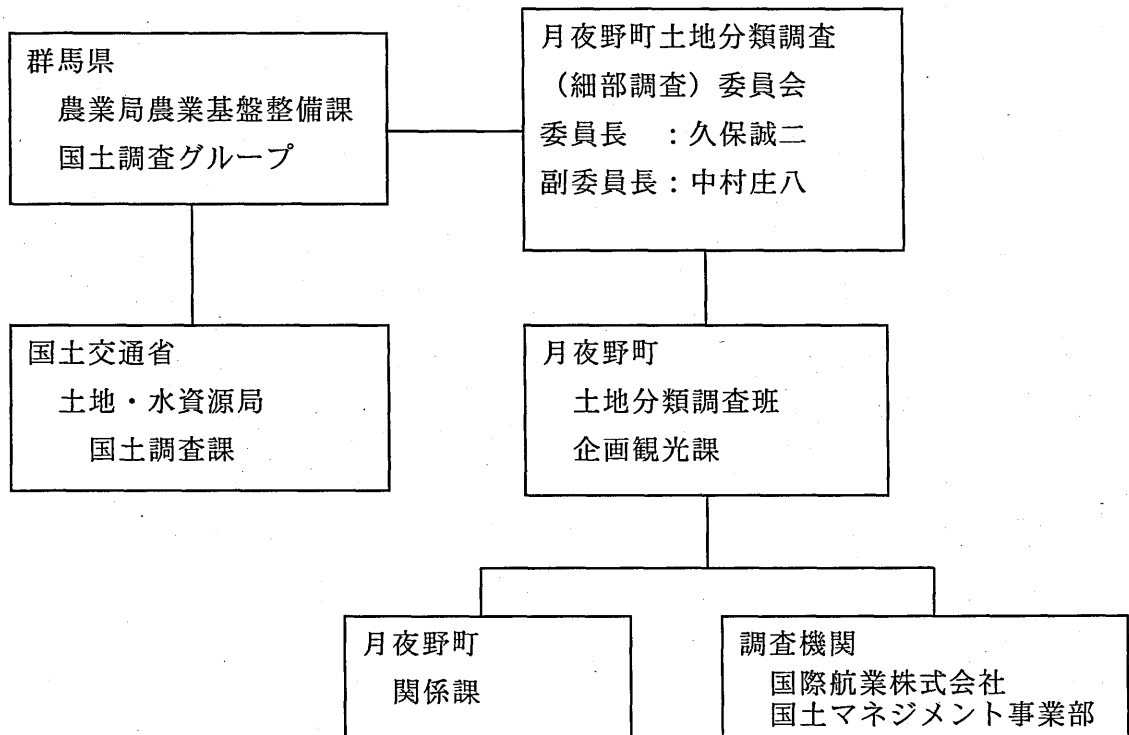 群馬県
農業局農業基盤整備課
国土調査グループ
月夜野町土地分類調査
（細部調査）委員会
委員長　：久保誠二
副委員長：中村庄八
国土交通省
土地・水資源局
国土調査課
月夜野町
土地分類調査班
企画観光課
月夜野町
関係課
調査機関
国際航業株式会社
国土マネジメント事業部